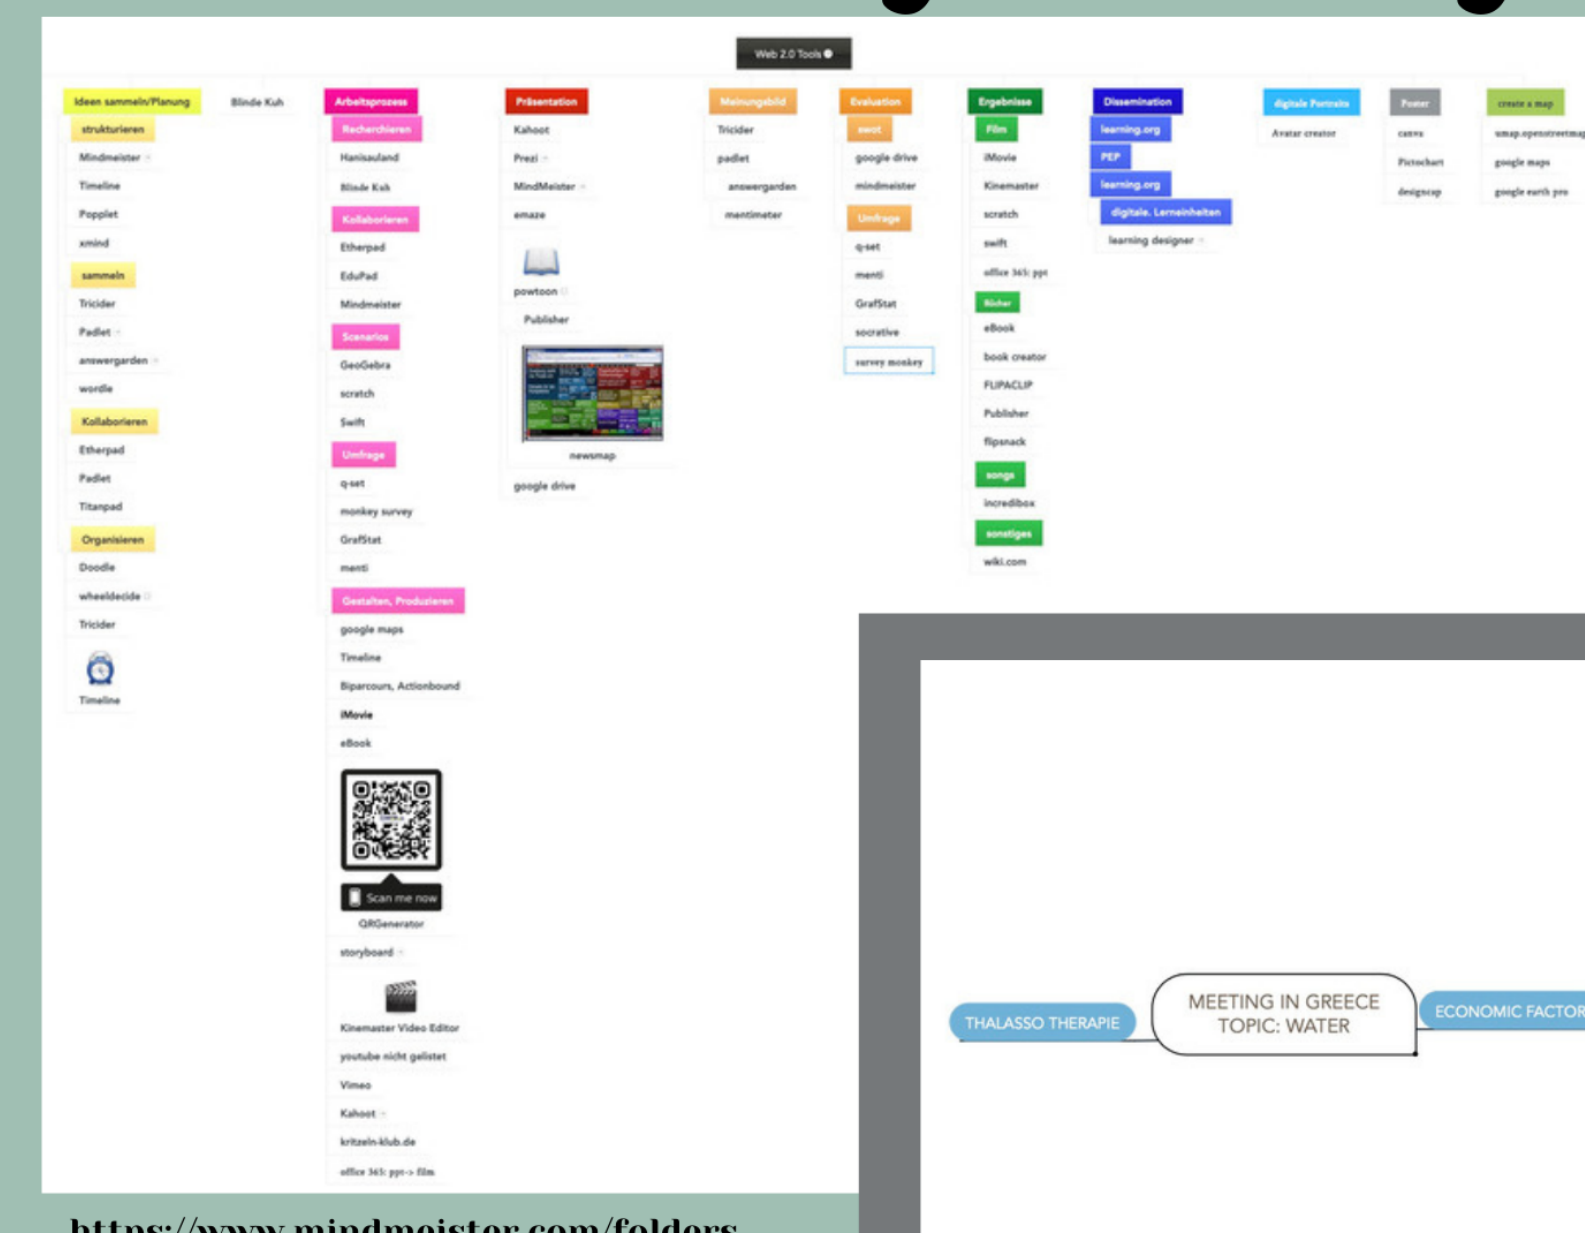 Web 2.0 Tools
Ideen sammeln/Planung
strukturieren
Mindmeister
Timeline
Popplet
xmind
sammeln
Tricider
Padlet
answergarden
wordle
Kollaborieren
Etherpad
Padlet
Titanpad
Organisieren
Doodle
wheeldecide
Tricider
Timeline
Blinde Kuh
Arbeitsprozess
Recherchieren
Hanisauland
Blinde Kuh
Kollaborieren
Etherpad
EduPad
Mindmeister
Scenarios
GeoGebra
scratch
Swift
Umfrage
q-set
monkey survey
GrafStat
menti
Gestalten, Produzieren
google maps
Timeline
Biparcours, Actionbound
iMovie
eBook
Scan me now
QRGenerator
storyboard
Kinemaster Video Editor
youtube nicht gelistet
Vimeo
Kahoot
kritzeln-klub.de
office 365: ppt-> film
Präsentation
Kahoot
Prezi
MindMeister
emaze
powtoon
Publisher
newsmap
google drive
Meinungsbild
Tricider
padlet
answergarden
mentimeter
Evaluation
swot
google drive
mindmeister
Umfrage
q-set
menti
GrafStat
socrative
survey monkey
Ergebnisse
Film
iMovie
Kinemaster
scratch
swift
office 365: ppt
Bücher
eBook
book creator
FLIPACLIP
Publisher
flipsnack
songs
incredibox
sonstiges
wiki.com
Dissemination
learning.org
PEP
learning.org
digitale. Lerneinheiten
learning designer
digitale Portraits
Avatar creator
Poster
canva
Pictochart
designcap
create a map
umap.openstreetmap
google maps
google earth pro
THALASSO THERAPIE
MEETING IN GREECE
TOPIC: WATER
ECONOMIC FACTOR
https://www.mindmeister.com/folders